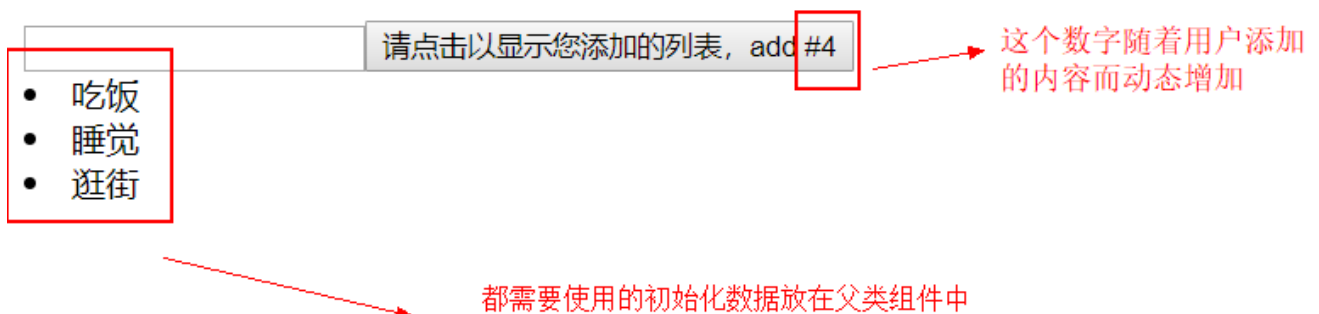 请点击以显示您添加的列表，add #4
这个数字随着用户添加
的内容而动态增加
吃饭
睡觉
逛街
都需要使用的初始化数据放在父类组件中